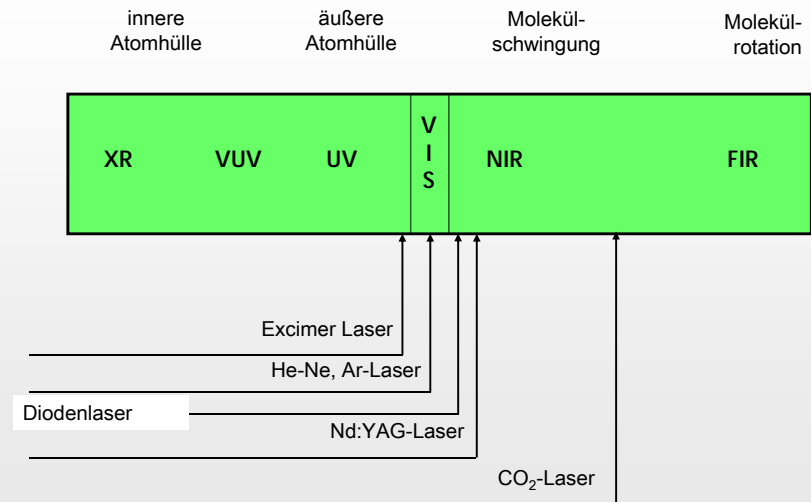 innere
Atomhülle
äußere
Atomhülle
Molekül-
schwingung
Molekül-
rotation
XR VUV UV
V
I
S
NIR FIR
Excimer Laser
He-Ne, Ar-Laser
Diodenlaser
Nd:YAG-Laser
CO₂-Laser